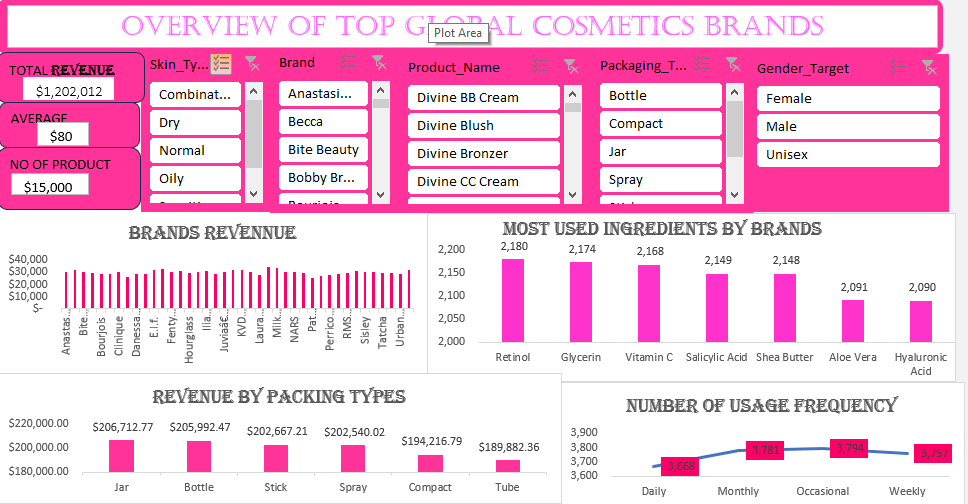 OVERVIEW OF TOP GLOBAL COSMETICS BRANDS
Plot Area
TOTAL REVENUE
$1,202,012
AVERAGE
$80
NO OF PRODUCT
$15,000
Skin_Ty...
Combinat...
Dry
Normal
Oily
Brand
Anastasi...
Becca
Bite Beauty
Bobby Br...
Bourjois
Product_Name
Divine BB Cream
Divine Blush
Divine Bronzer
Divine CC Cream
Packaging_T...
Bottle
Compact
Jar
Spray
Stick
Gender_Target
Female
Male
Unisex
BRANDS REVENNUE
$40000
$30000
$20000
$10000
$-
Anastas...
Bite...
Bourjois
Clinique
Danessa...
E.l.f.
Fenty...
Hourglass
Ilia...
Juviaâ€...
KVD...
Laura...
Milk...
NARS
Pat...
Perrico...
RMS...
Sisley
Tatcha
Urban...
MOST USED INGREDIENTS BY BRANDS
2,200
2,150
2,100
2,050
2,000
2,180
2,174
2,168
2,149
2,148
2,091
2,090
Retinol
Glycerin
Vitamin C
Salicylic Acid
Shea Butter
Aloe Vera
Hyaluronic
Acid
REVENUE BY PACKING TYPES
$220,000.00
$200,000.00
$180,000.00
$206,712.77
$205,992.47
$202,667.21
$202,540.02
$194,216.79
$189,882.36
Jar
Bottle
Stick
Spray
Compact
Tube
NUMBER OF USAGE FREQUENCY
3,900
3,800
3,700
3,600
3,668
3,781
3,794
3,757
Daily
Monthly
Occasional
Weekly